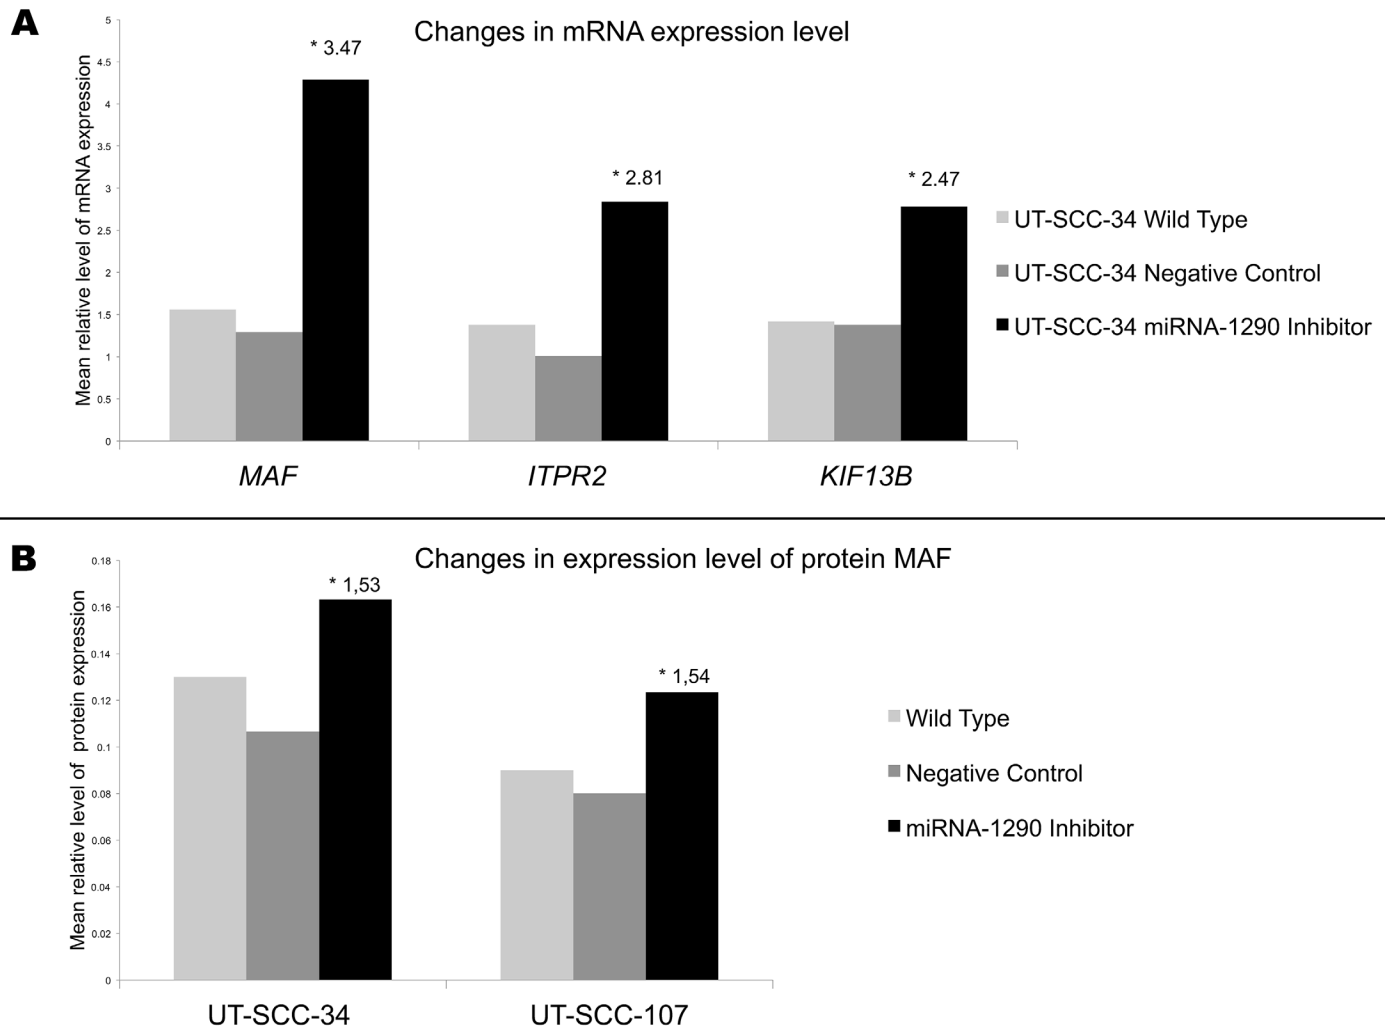 A
Changes in mRNA expression level
Mean relative level of mRNA expression
5
4.5
4
3.5
3
2.5
2
1.5
1
0.5
0
* 3.47
* 2.81
* 2.47
MAF
ITPR2
KIF13B
UT-SCC-34 Wild Type
UT-SCC-34 Negative Control
UT-SCC-34 miRNA-1290 Inhibitor
B
Changes in expression level of protein MAF
Mean relative level of protein expression
0.18
0.16
0.14
0.12
0.1
0.08
0.06
0.04
0.02
0
* 1,53
* 1,54
UT-SCC-34
UT-SCC-107
Wild Type
Negative Control
miRNA-1290 Inhibitor